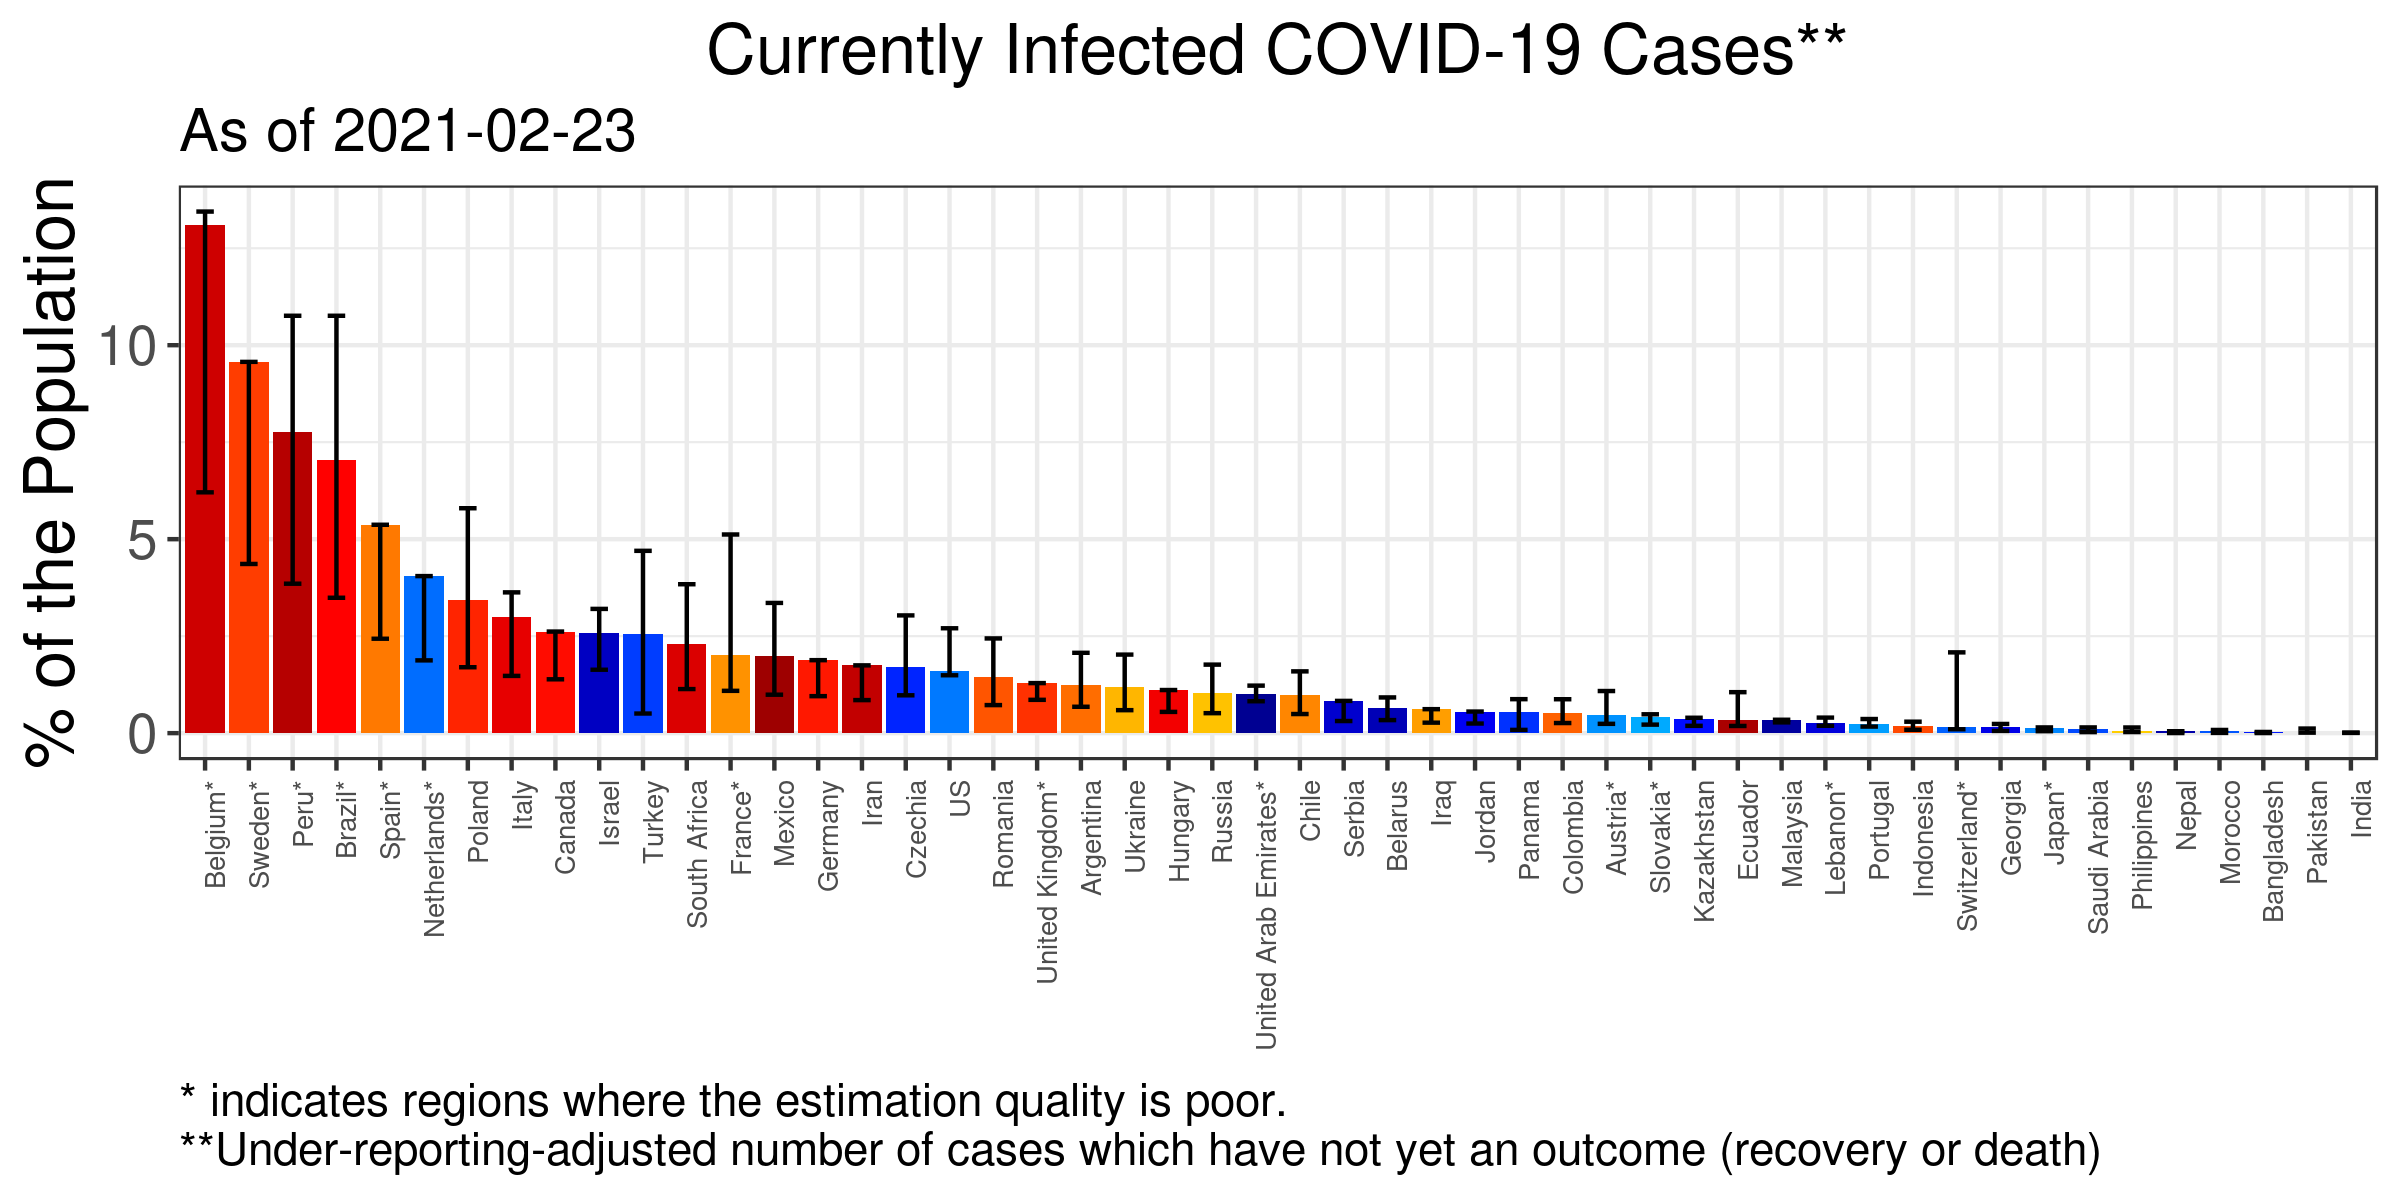 Currently Infected COVID-19 Cases**
As of 2021-02-23
% of the Population
10
5
0
Belgium*
Sweden*
Peru*
Brazil*
Spain*
Netherlands*
Poland
Italy
Canada
Israel
Turkey
South Africa
France*
Mexico
Germany
Iran
Czechia
US
Romania
United Kingdom*
Argentina
Ukraine
Hungary
Russia
United Arab Emirates*
Chile
Serbia
Belarus
Iraq
Jordan
Panama
Colombia
Austria*
Slovakia*
Kazakhstan
Ecuador
Malaysia
Lebanon*
Portugal
Indonesia
Switzerland*
Georgia
Japan*
Saudi Arabia
Philippines
Nepal
Morocco
Bangladesh
Pakistan
India
* indicates regions where the estimation quality is poor.
**Under-reporting-adjusted number of cases which have not yet an outcome (recovery or death)